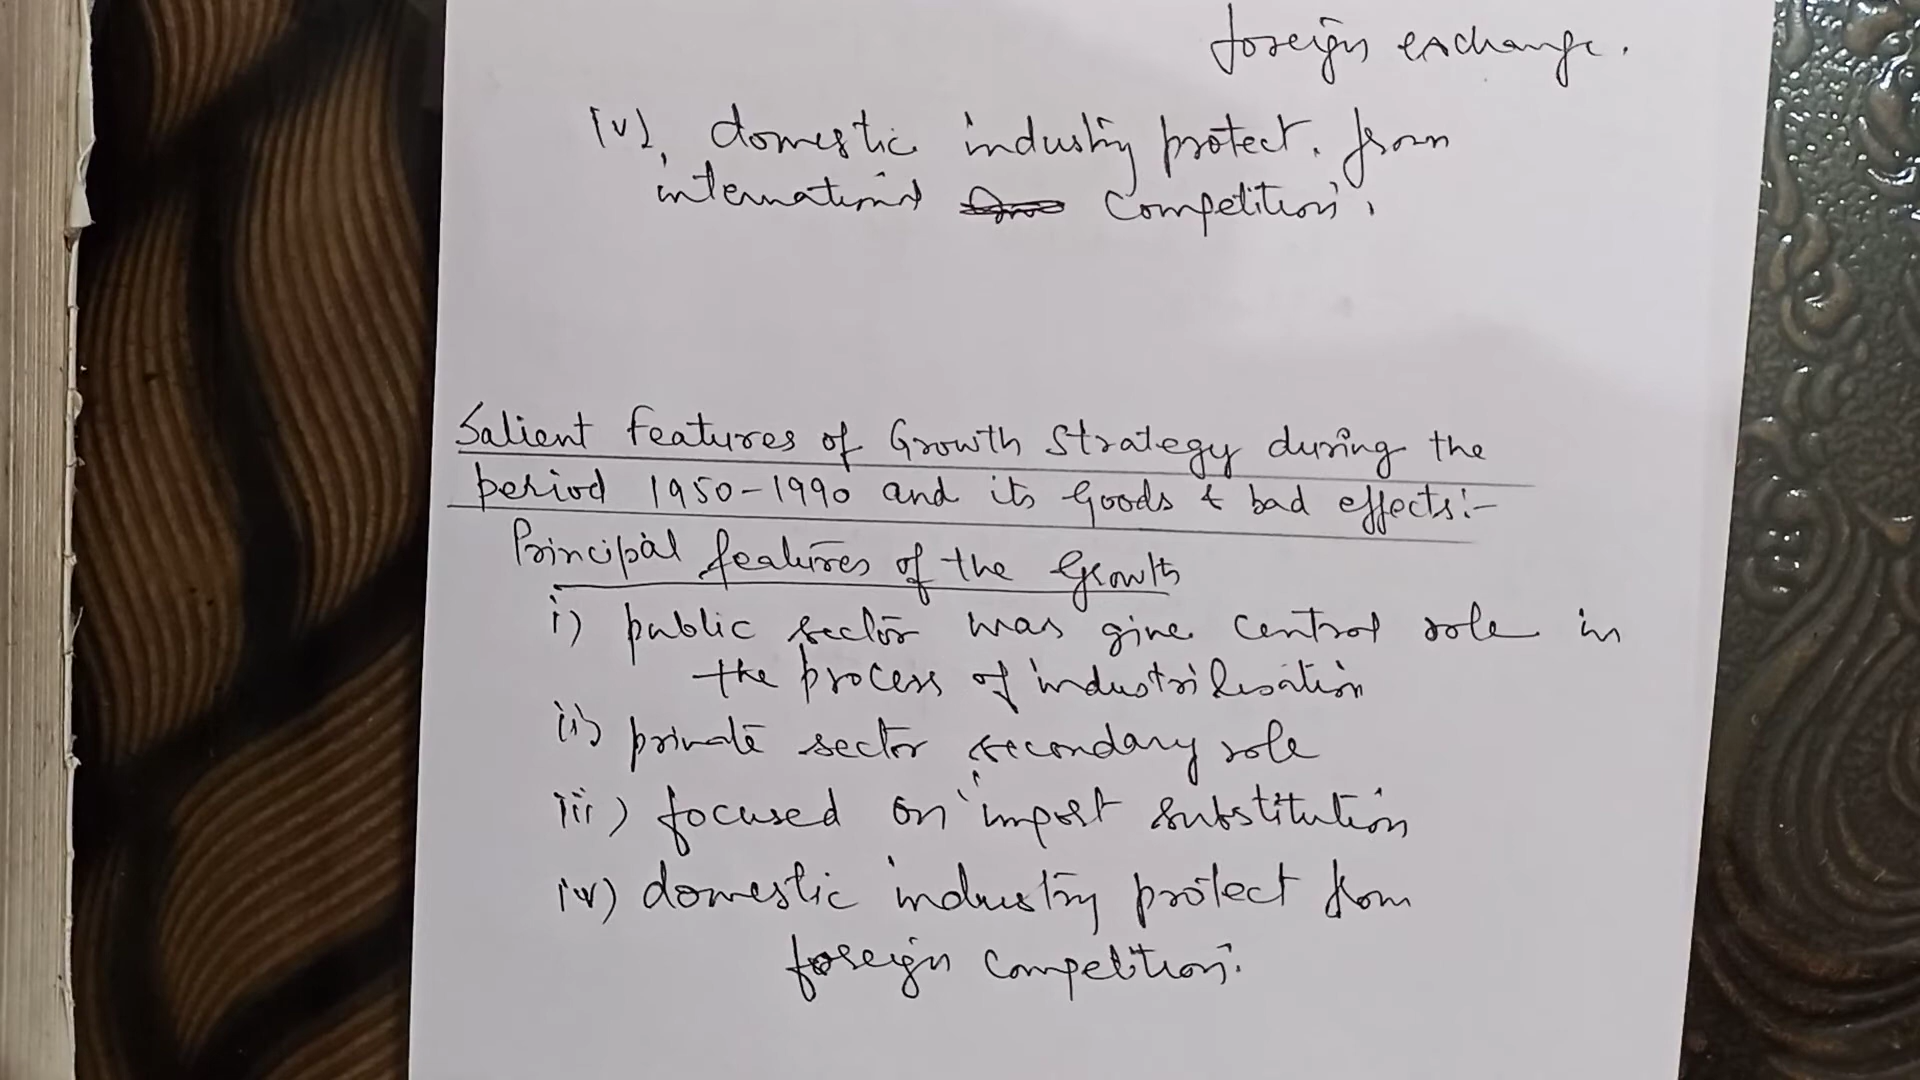 foreign exchange.
iv), domestic industry protect. from
international competition.
Salient features of Growth Strategy during the
period 1950-1990 and its Goods & bad effects:-
Principal features of the Growth
i) public sector was give central role in
the process of industrilisation
ii) private sector secondary role
iii) focused on import substitution
iv) domestic industry protect from
foreign competition.